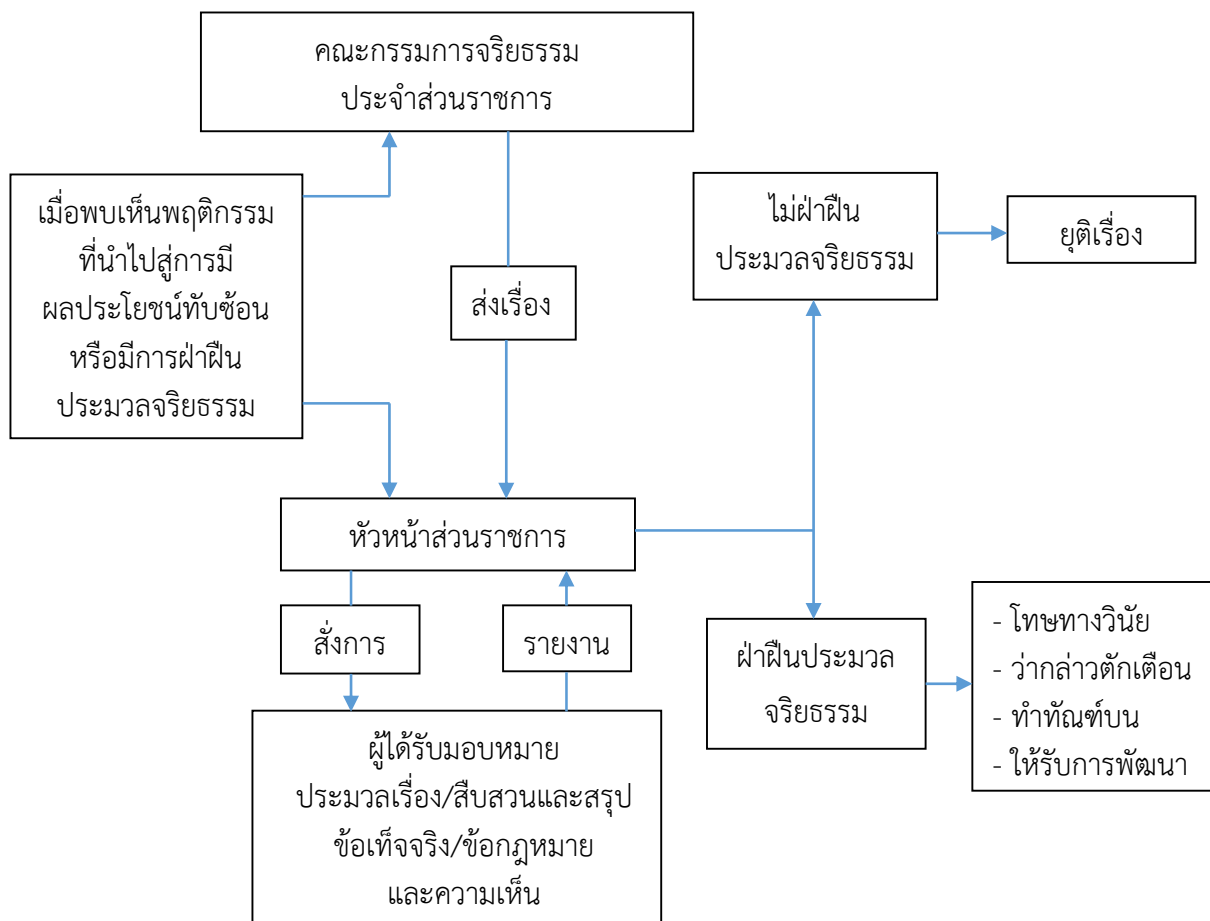 คณะกรรมการจริยธรรม
ประจำส่วนราชการ
เมื่อพบเห็นพฤติกรรม
ที่นำไปสู่การมี
ผลประโยชน์ทับซ้อน
หรือมีการฝ่าฝืน
ประมวลจริยธรรม
ส่งเรื่อง
ไม่ฝ่าฝืน
ประมวลจริยธรรม
ยุติเรื่อง
หัวหน้าส่วนราชการ
สั่งการ
รายงาน
ผู้ได้รับมอบหมาย
ประมวลเรื่อง/สืบสวนและสรุป
ข้อเท็จจริง/ข้อกฎหมาย
และความเห็น
ฝ่าฝืนประมวล
จริยธรรม
- โทษทางวินัย
- ว่ากล่าวตักเตือน
- ทำทัณฑ์บน
- ให้รับการพัฒนา